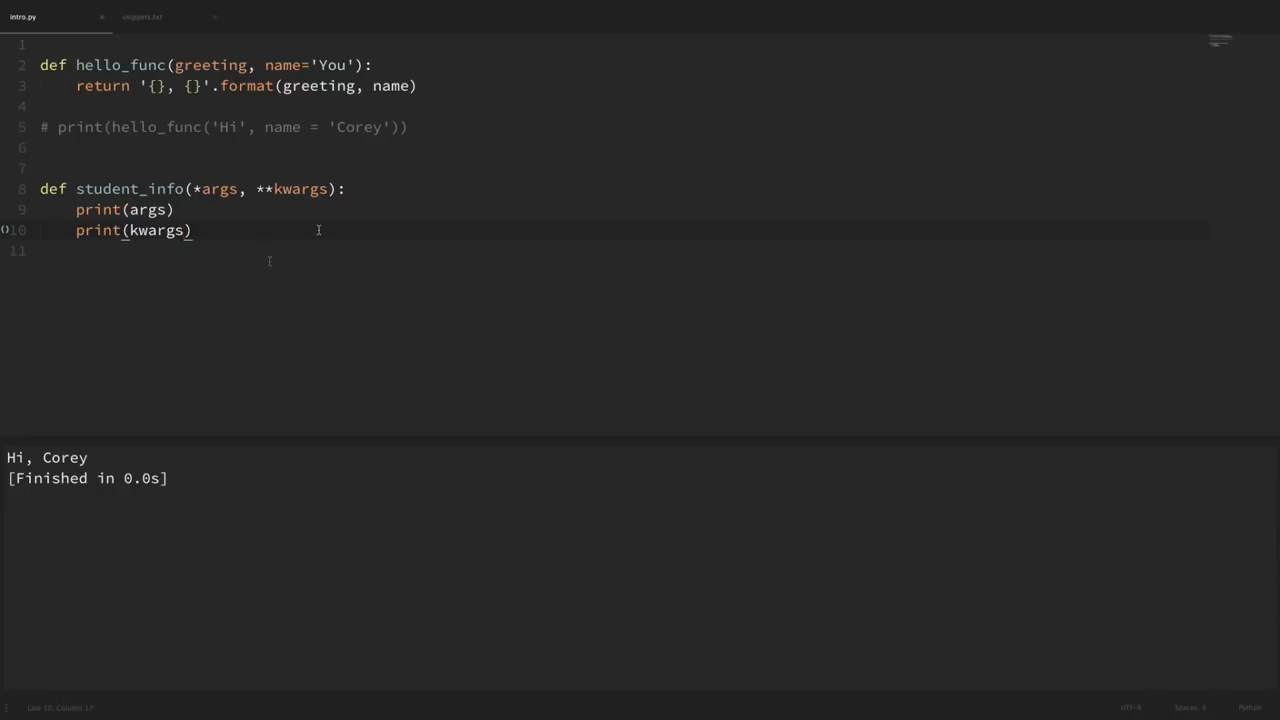 intro.py × snippets.txt ×
1
2 def hello_func(greeting, name='You'):
3     return '{}, {}'.format(greeting, name)
4
5 # print(hello_func('Hi', name = 'Corey'))
6
7
8 def student_info(*args, **kwargs):
9     print(args)
()10     print(kwargs)
11
Hi, Corey
[Finished in 0.0s]
Line 10, Column 17 UTF-8 Spaces: 4 Python